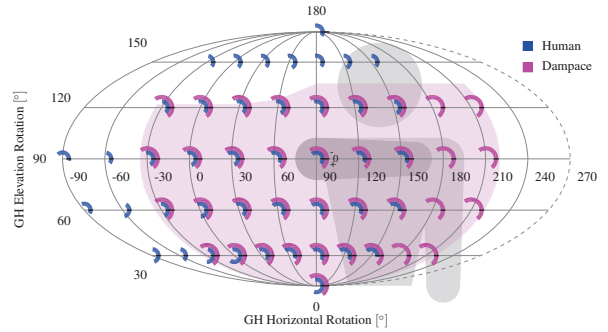 180
150
Human
Dampace
120
GH Elevation Rotation [°]
90
-90 -60 -30 0 30 60 90 120 150 180 210 240 270
60
30
0
GH Horizontal Rotation [°]